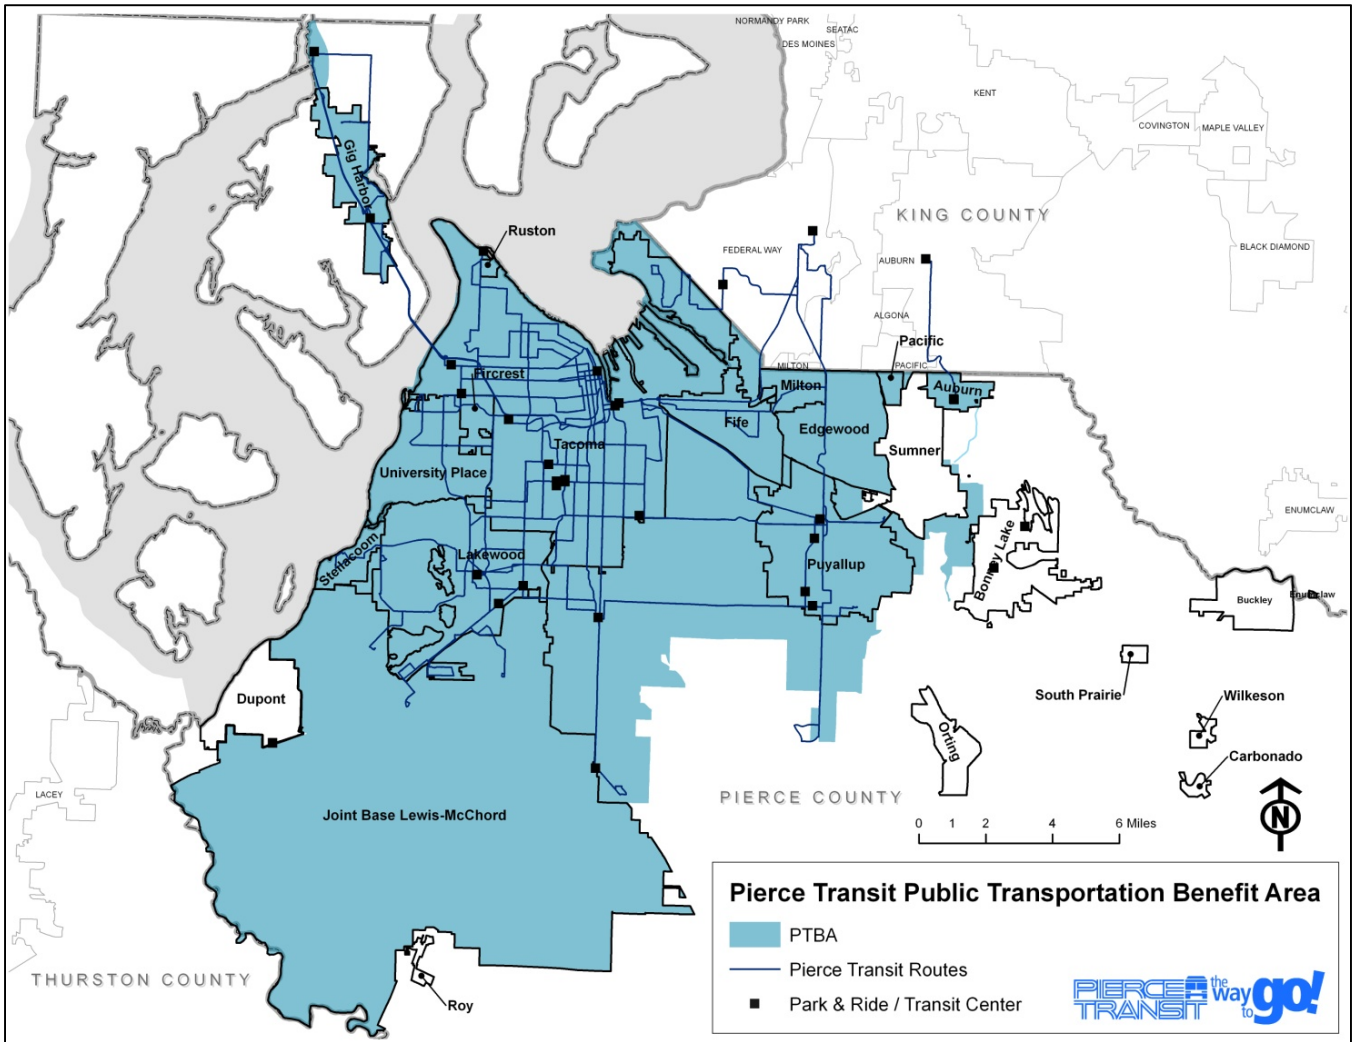 NORMANDY PARK
SEATAC
DES MOINES
KENT
COVINGTON
MAPLE VALLEY
Gig Harbor
KING COUNTY
Ruston
FEDERAL WAY
AUBURN
BLACK DIAMOND
ALGONA
Pacific
MILTON
PACIFIC
Fircrest
Milton
Auburn
Fife
Edgewood
Tacoma
Sumner
University Place
ENUMCLAW
Steilacoom
Lakewood
Bonney Lake
Puyallup
Buckley
Enumclaw
Dupont
South Prairie
Wilkeson
Orting
Carbonado
LACEY
PIERCE COUNTY
N
Joint Base Lewis-McChord
0 1 2 4 6 Miles
Pierce Transit Public Transportation Benefit Area
PTBA
Pierce Transit Routes
Park & Ride / Transit Center
THURSTON COUNTY
Roy
PIERCE TRANSIT
the way to go!